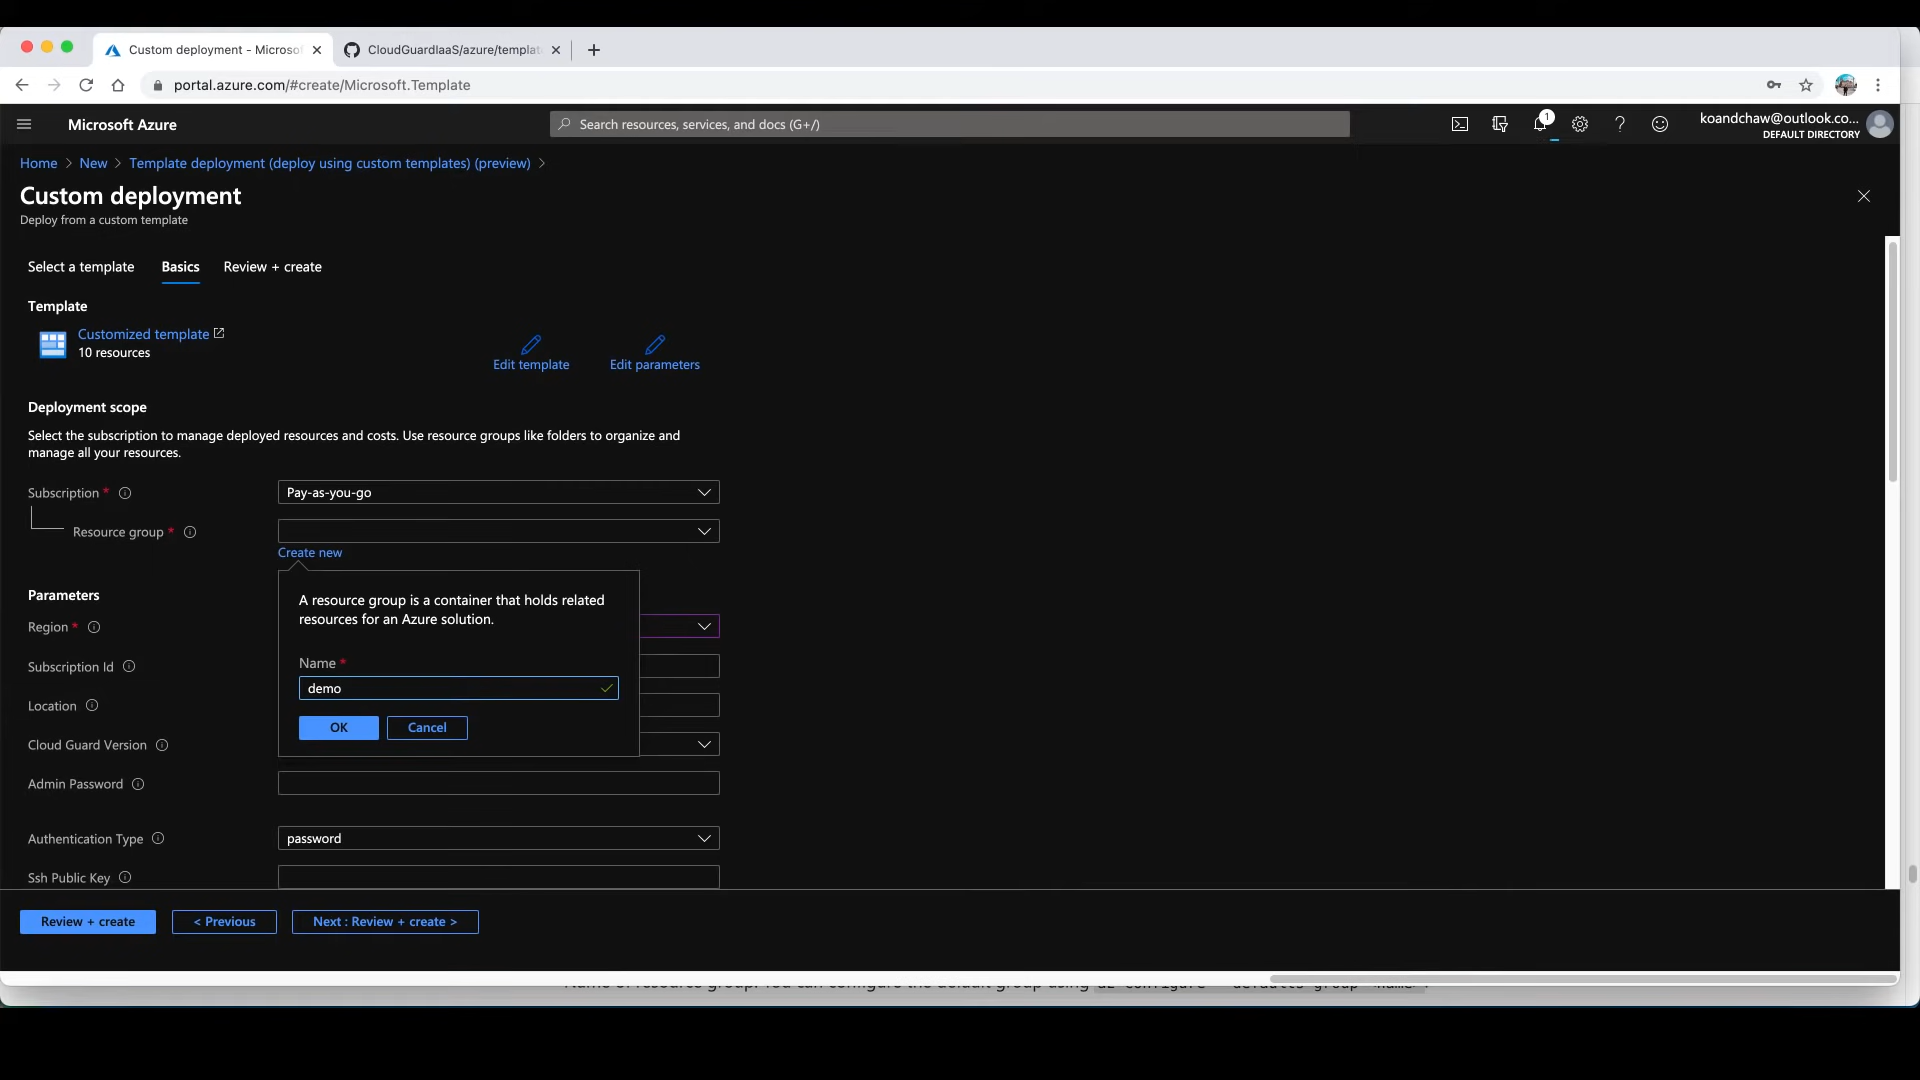 Custom deployment - Microso
CloudGuardIaaS/azure/templat
portal.azure.com/#create/Microsoft.Template
Microsoft Azure
Search resources, services, and docs (G+/)
1
koandchaw@outlook.co...
DEFAULT DIRECTORY
Home > New > Template deployment (deploy using custom templates) (preview) >
Custom deployment
Deploy from a custom template
Select a template Basics Review + create
Template
Customized template
10 resources
Edit template
Edit parameters
Deployment scope
Select the subscription to manage deployed resources and costs. Use resource groups like folders to organize and
manage all your resources.
Subscription *
Pay-as-you-go
Resource group *
Create new
A resource group is a container that holds related
resources for an Azure solution.
Name *
demo
OK Cancel
Parameters
Region *
Subscription Id
Location
Cloud Guard Version
Admin Password
Authentication Type
password
Ssh Public Key
Review + create < Previous Next : Review + create >